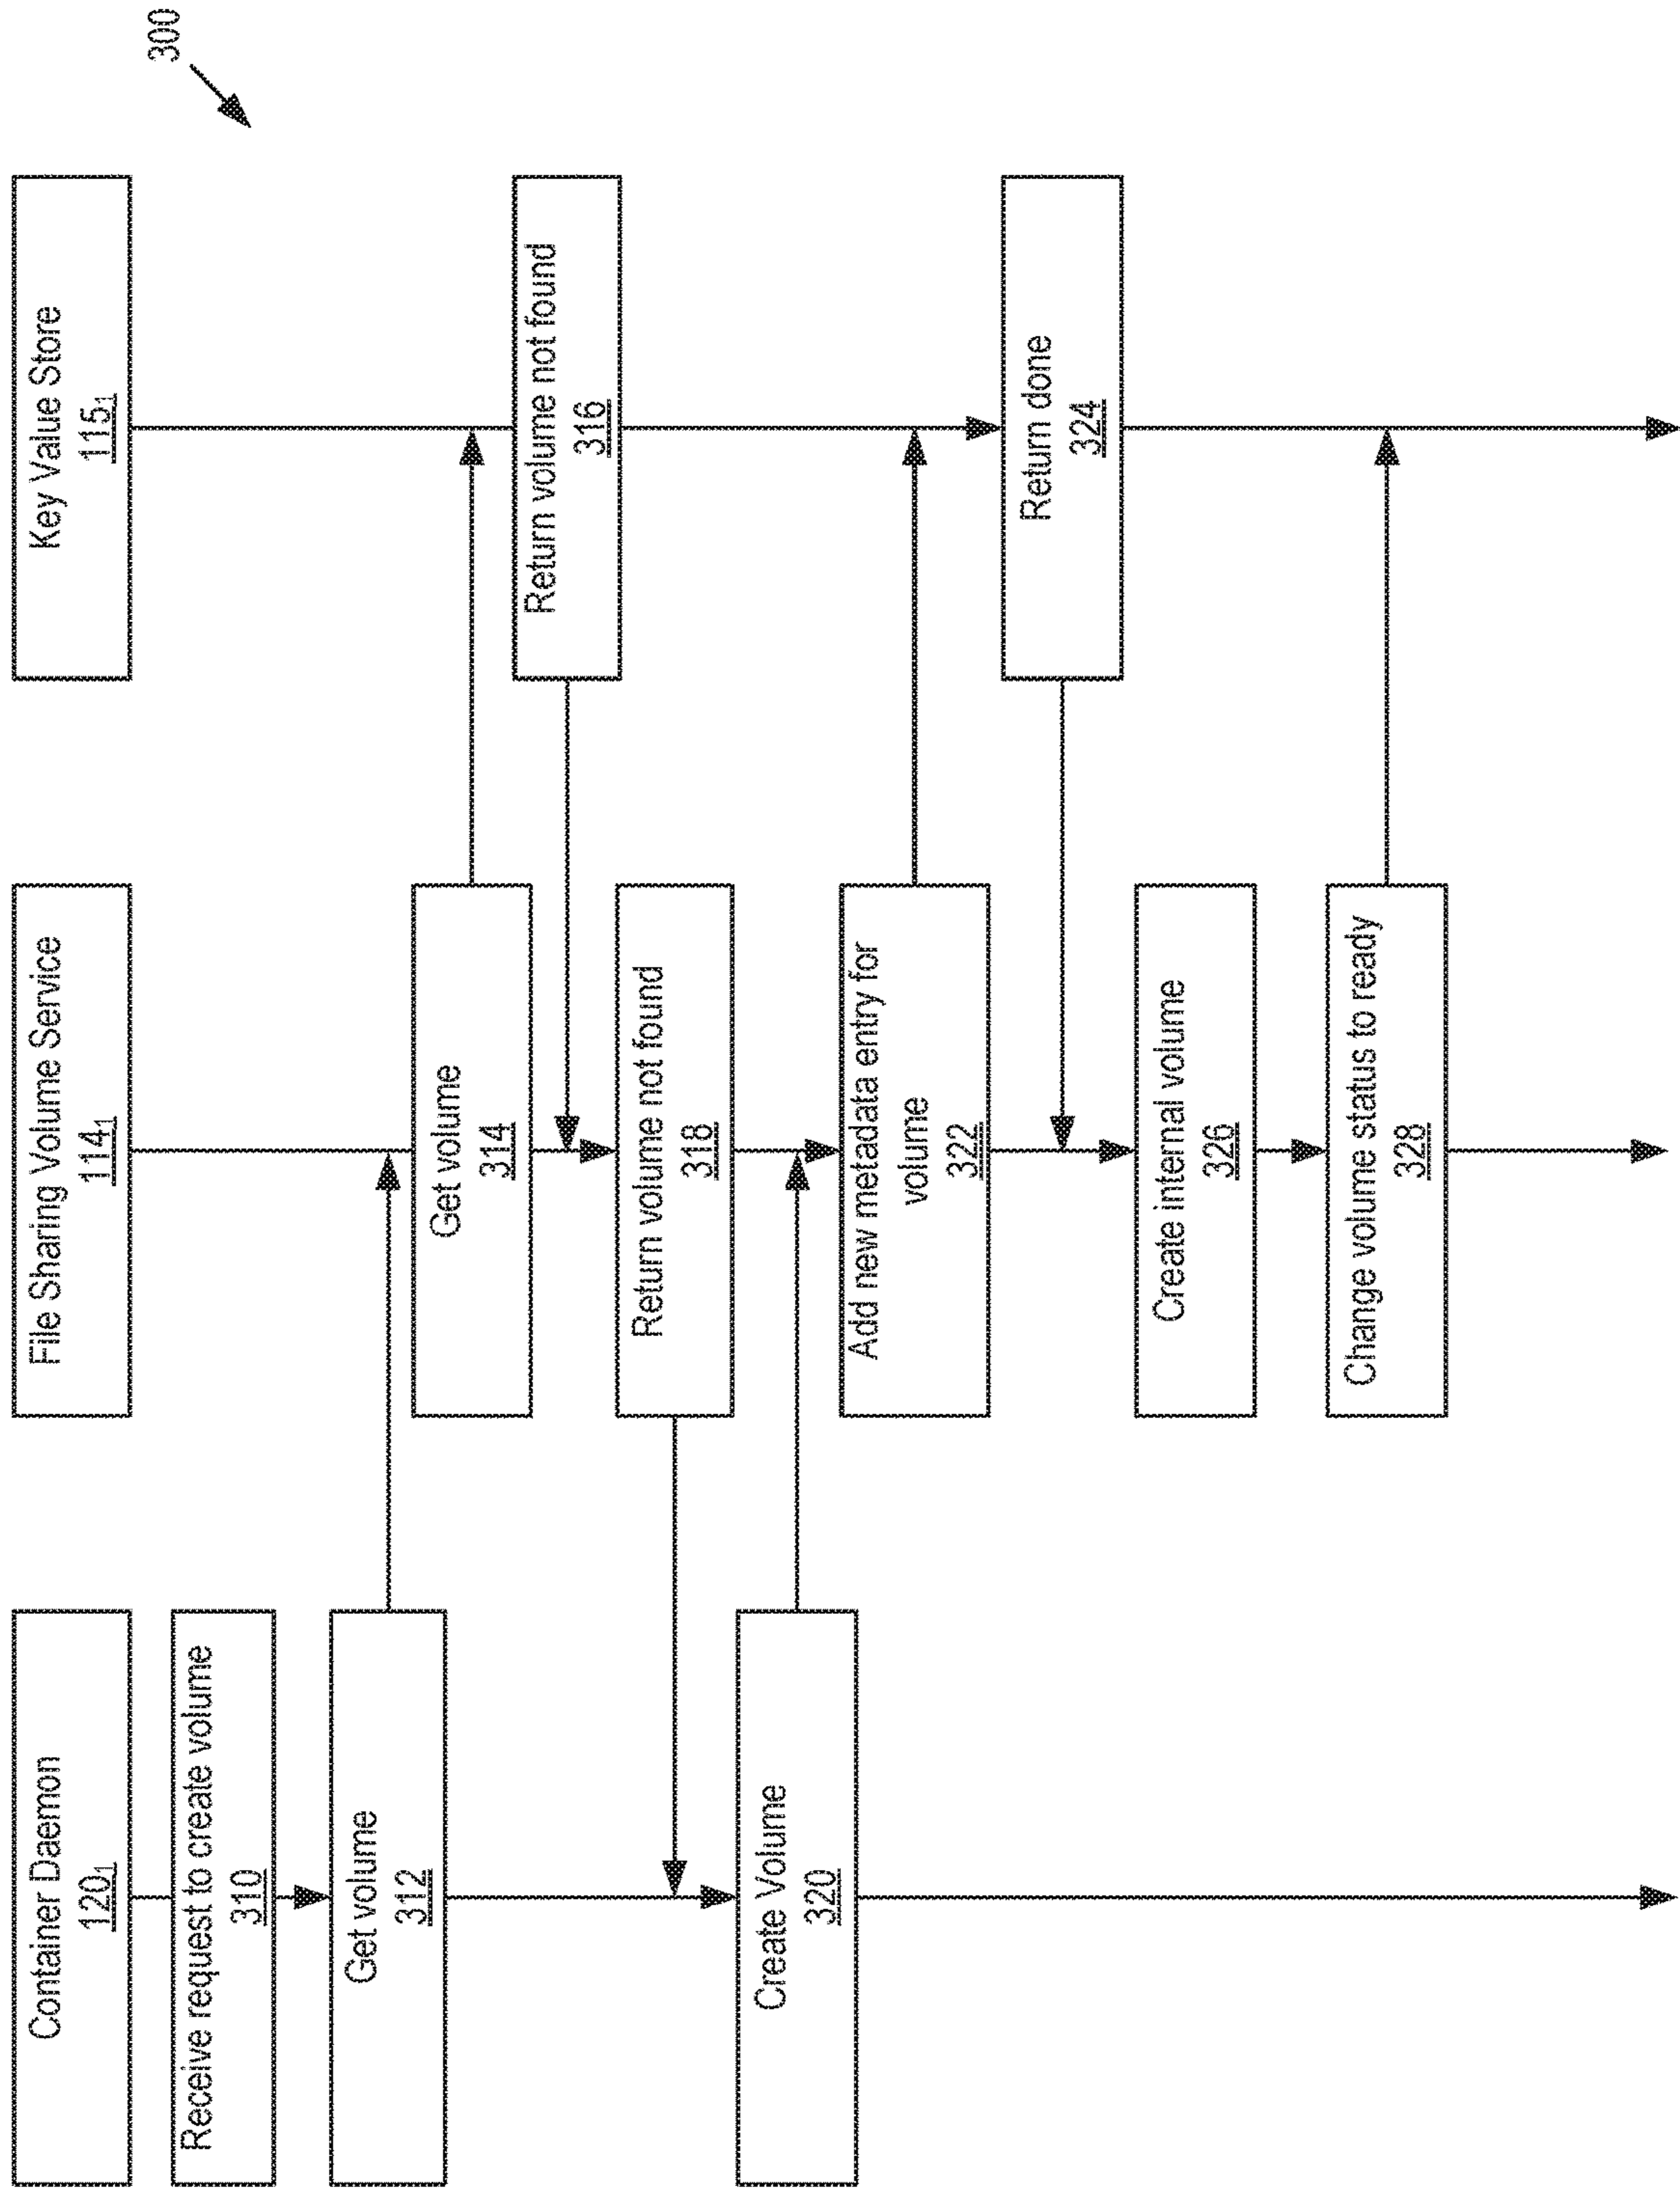 300
Container Daemon
120₁
File Sharing Volume Service
114₁
Key Value Store
115₁
Receive request to create volume
310
Get volume
312
Get volume
314
Return volume not found
316
Return volume not found
318
Create Volume
320
Add new metadata entry for
volume
322
Return done
324
Create internal volume
326
Change volume status to ready
328